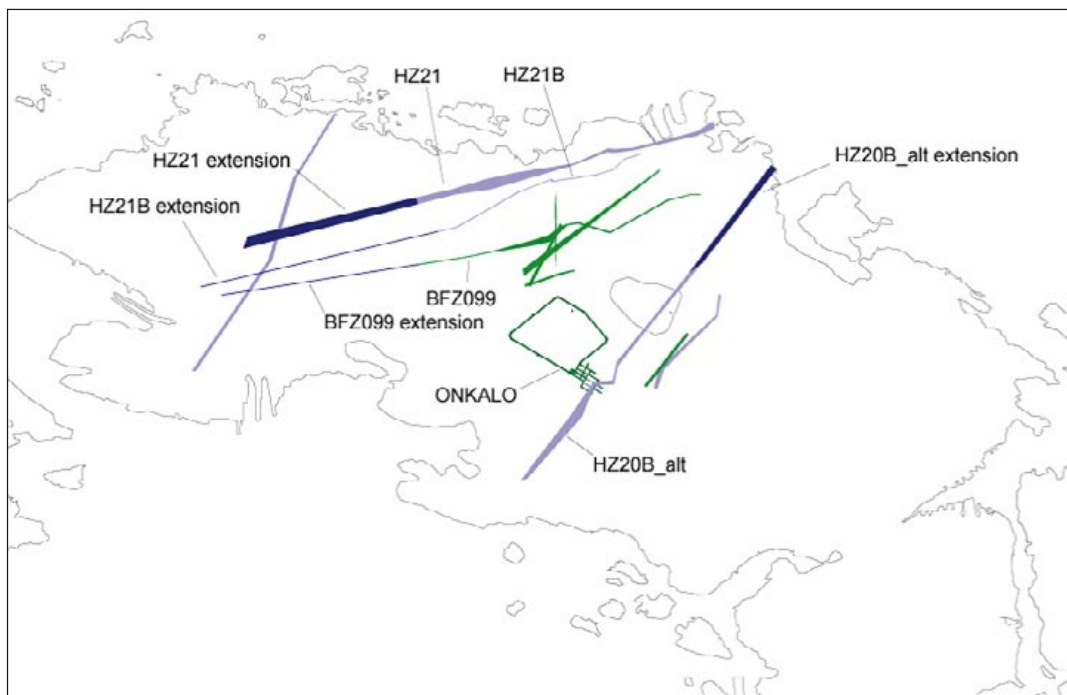 HZ21
HZ21B
HZ21 extension
HZ20B_alt extension
HZ21B extension
BFZ099
BFZ099 extension
ONKALO
HZ20B_alt